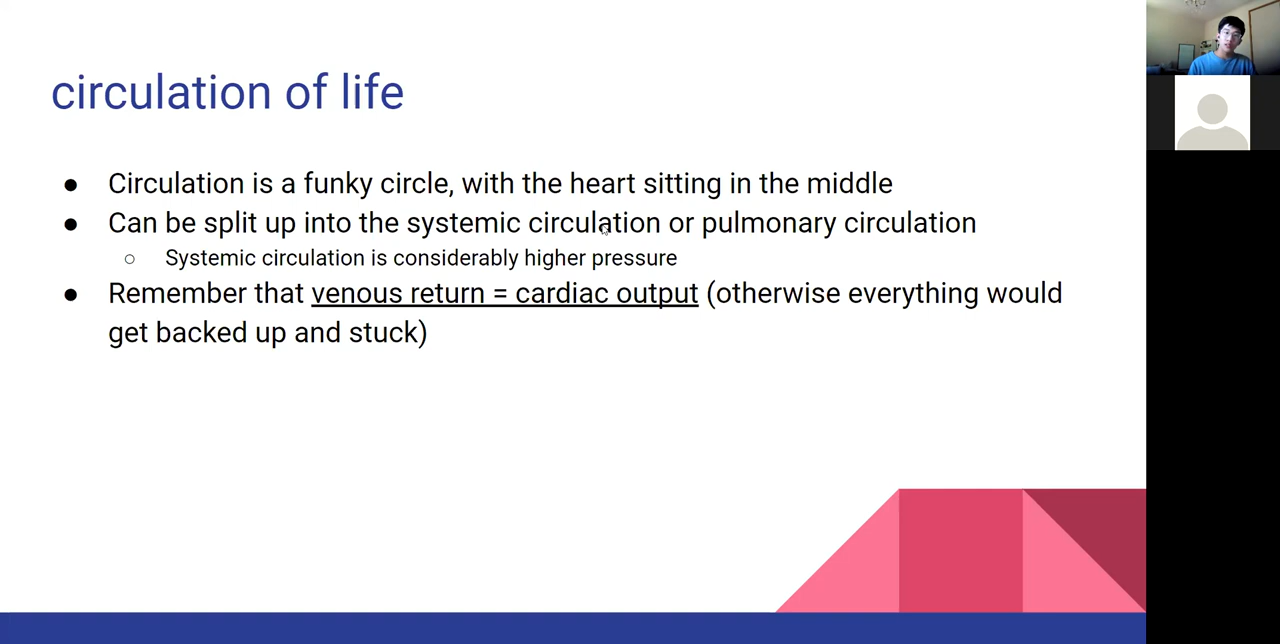 circulation of life
● Circulation is a funky circle, with the heart sitting in the middle
● Can be split up into the systemic circulation or pulmonary circulation
○ Systemic circulation is considerably higher pressure
● Remember that venous return = cardiac output (otherwise everything would
get backed up and stuck)